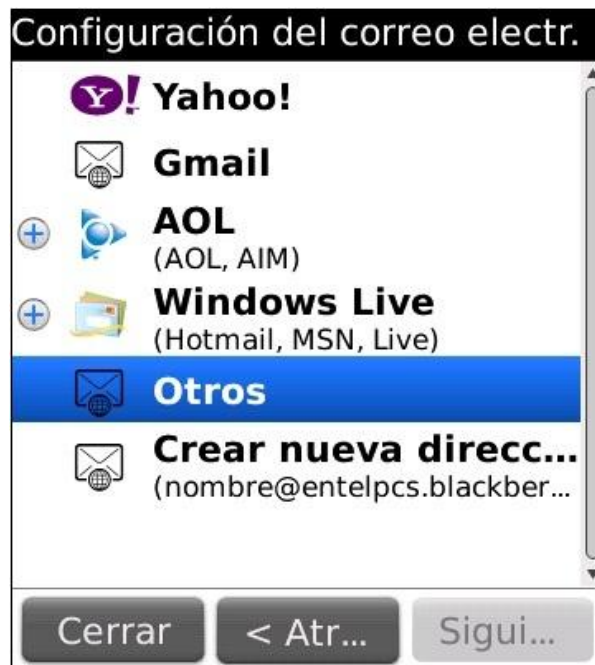 Configuración del correo electr.
Yahoo!
Gmail
AOL
(AOL, AIM)
Windows Live
(Hotmail, MSN, Live)
Otros
Crear nueva direcc...
(nombre@entelpcs.blackber...
Cerrar
< Atr...
Sigui...